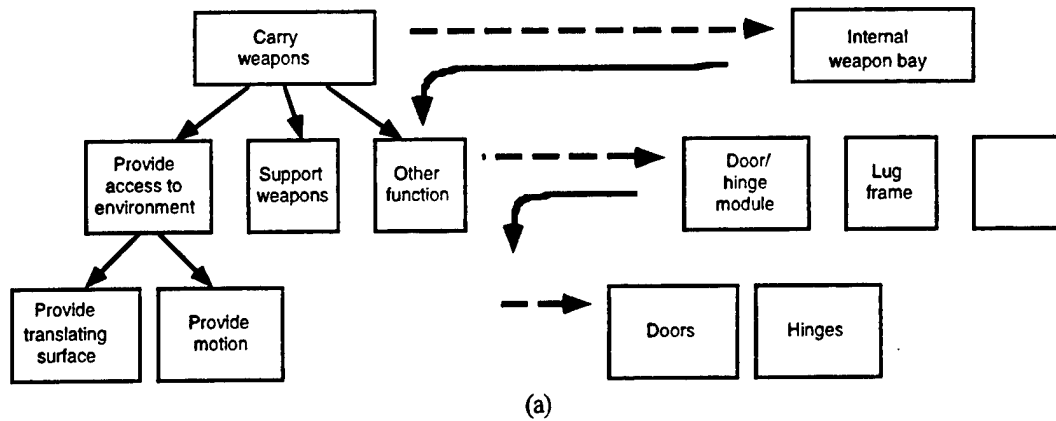 Carry
weapons
Internal
weapon bay
Provide
access to
environment
Support
weapons
Other
function
Door/
hinge
module
Lug
frame
Provide
translating
surface
Provide
motion
Doors
Hinges
(a)